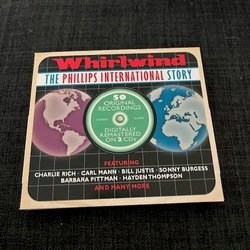 Whirlwind
THE PHILLIPS INTERNATIONAL STORY
50
ORIGINAL
RECORDINGS
DIGITALLY
REMASTERED
ON 2 CDs
FEATURING
CHARLIE RICH · CARL MANN · BILL JUSTIS · SONNY BURGESS
BARBARA PITTMAN · HAYDEN THOMPSON
AND MANY MORE